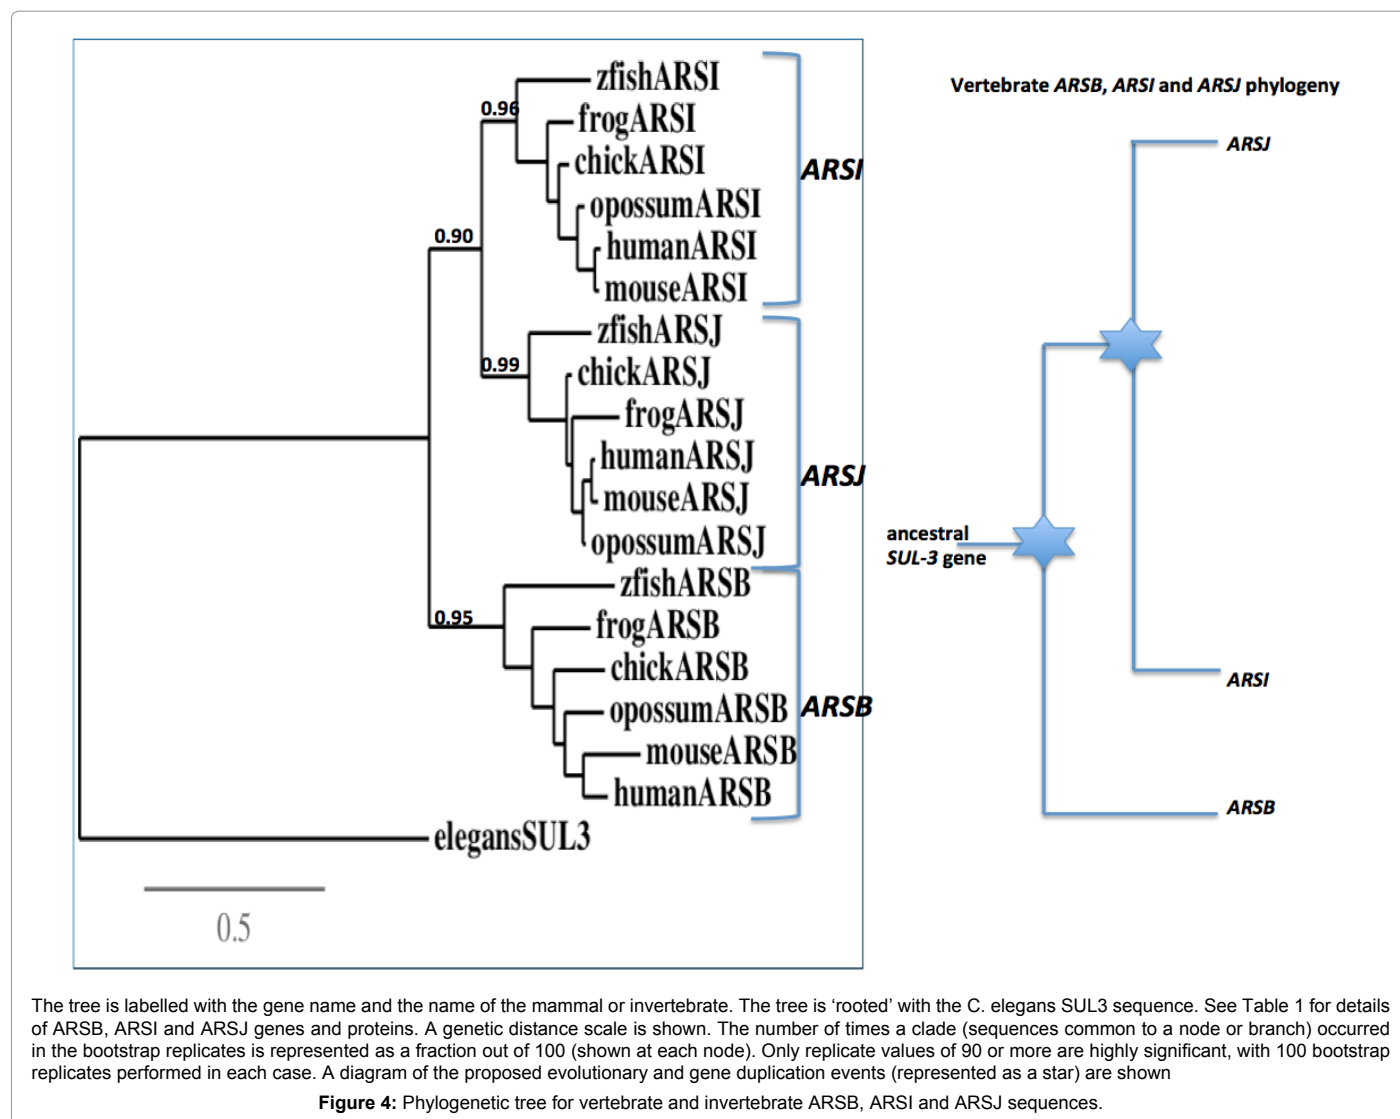 zfishARSI
0.96
frogARSI
chickARSI
ARSI
opossumARSI
0.90
humanARSI
mouseARSI
zfishARSJ
0.99
chickARSJ
frogARSJ
humanARSJ
ARSJ
mouseARSJ
opossumARSJ
zfishARSB
0.95
frogARSB
chickARSB
opossumARSB
ARSB
mouseARSB
humanARSB
elegansSUL3
0.5
Vertebrate ARSB, ARSI and ARSJ phylogeny
ARSJ
ancestral
SUL-3 gene
ARSI
ARSB
The tree is labelled with the gene name and the name of the mammal or invertebrate. The tree is ‘rooted’ with the C. elegans SUL3 sequence. See Table 1 for details
of ARSB, ARSI and ARSJ genes and proteins. A genetic distance scale is shown. The number of times a clade (sequences common to a node or branch) occurred
in the bootstrap replicates is represented as a fraction out of 100 (shown at each node). Only replicate values of 90 or more are highly significant, with 100 bootstrap
replicates performed in each case. A diagram of the proposed evolutionary and gene duplication events (represented as a star) are shown
Figure 4: Phylogenetic tree for vertebrate and invertebrate ARSB, ARSI and ARSJ sequences.